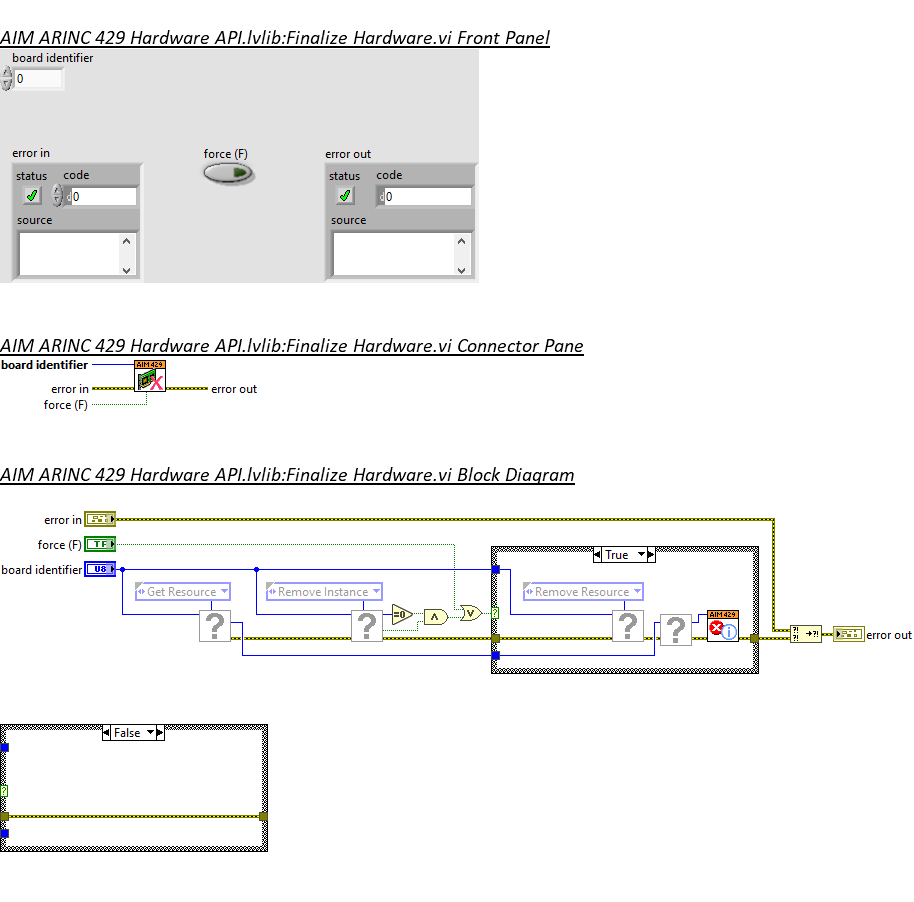 AIM ARINC 429 Hardware API.lvlib:Finalize Hardware.vi Front Panel
board identifier
0
error in
force (F)
error out
status
code
status
code
0
0
source
source
AIM ARINC 429 Hardware API.lvlib:Finalize Hardware.vi Connector Pane
board identifier
AIM 429
error in
error out
force (F)
AIM ARINC 429 Hardware API.lvlib:Finalize Hardware.vi Block Diagram
error in
force (F)
TF
True
board identifier
U8
Get Resource
Remove Instance
Remove Resource
?
?
=0
∧
∨
?
?
?
AIM 429
i
?!
?!
→?!
error out
False
?